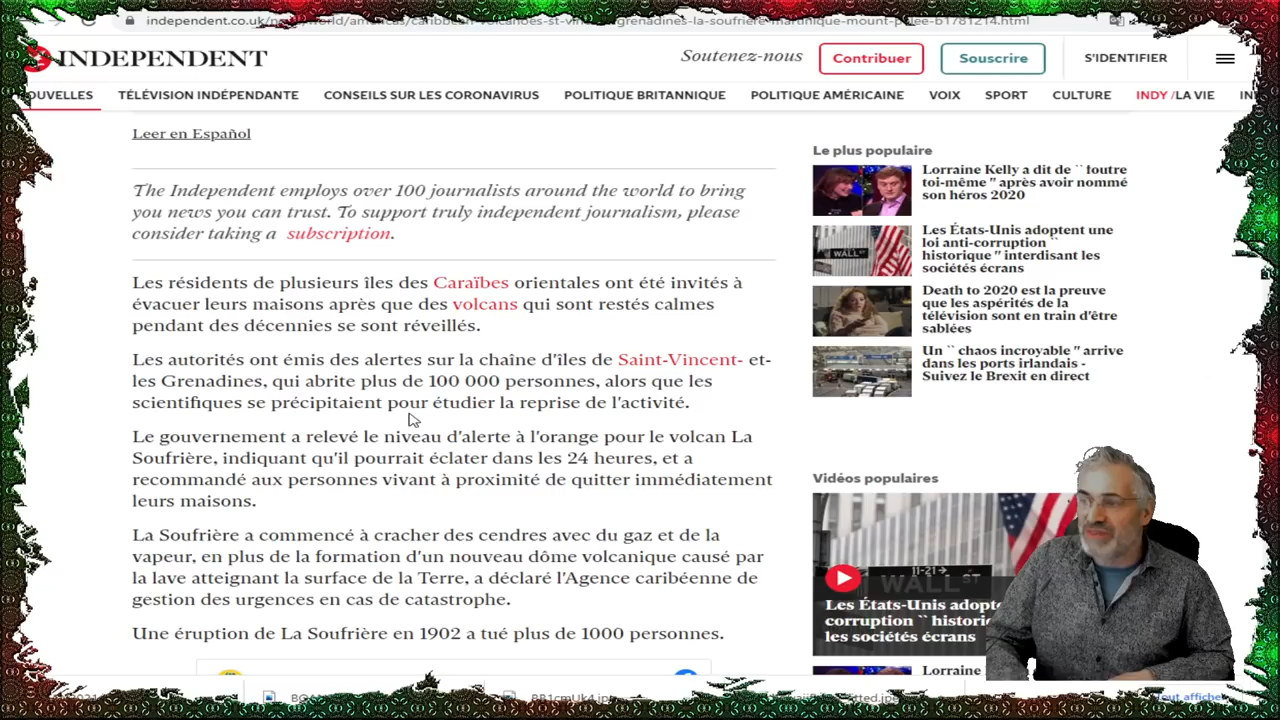 independent.co.uk/
INDEPENDENT
Soutenez-nous
Contribuer
Souscrire
S'IDENTIFIER
TÉLÉVISION INDÉPENDANTE
CONSEILS SUR LES CORONAVIRUS
POLITIQUE BRITANNIQUE
POLITIQUE AMÉRICAINE
VOIX
SPORT
CULTURE
INDY /LA VIE
Leer en Español
The Independent employs over 100 journalists around the world to bring
you news you can trust. To support truly independent journalism, please
consider taking a subscription.
Les résidents de plusieurs îles des Caraïbes orientales ont été invités à
évacuer leurs maisons après que des volcans qui sont restés calmes
pendant des décennies se sont réveillés.
Les autorités ont émis des alertes sur la chaîne d'îles de Saint-Vincent- et-
les Grenadines, qui abrite plus de 100 000 personnes, alors que les
scientifiques se précipitaient pour étudier la reprise de l'activité.
Le gouvernement a relevé le niveau d'alerte à l'orange pour le volcan La
Soufrière, indiquant qu'il pourrait éclater dans les 24 heures, et a
recommandé aux personnes vivant à proximité de quitter immédiatement
leurs maisons.
La Soufrière a commencé à cracher des cendres avec du gaz et de la
vapeur, en plus de la formation d'un nouveau dôme volcanique causé par
la lave atteignant la surface de la Terre, a déclaré l'Agence caribéenne de
gestion des urgences en cas de catastrophe.
Une éruption de La Soufrière en 1902 a tué plus de 1000 personnes.
Le plus populaire
Lorraine Kelly a dit de `` foutre
toi-même '' après avoir nommé
son héros 2020
Les États-Unis adoptent une
loi anti-corruption ``
historique '' interdisant les
sociétés écrans
Death to 2020 est la preuve
que les aspérités de la
télévision sont en train d'être
sablées
Un `` chaos incroyable '' arrive
dans les ports irlandais -
Suivez le Brexit en direct
Vidéos populaires
11-21
WALL ST
Les États-Unis
corruption ``
les sociétés écrans
Lorraine